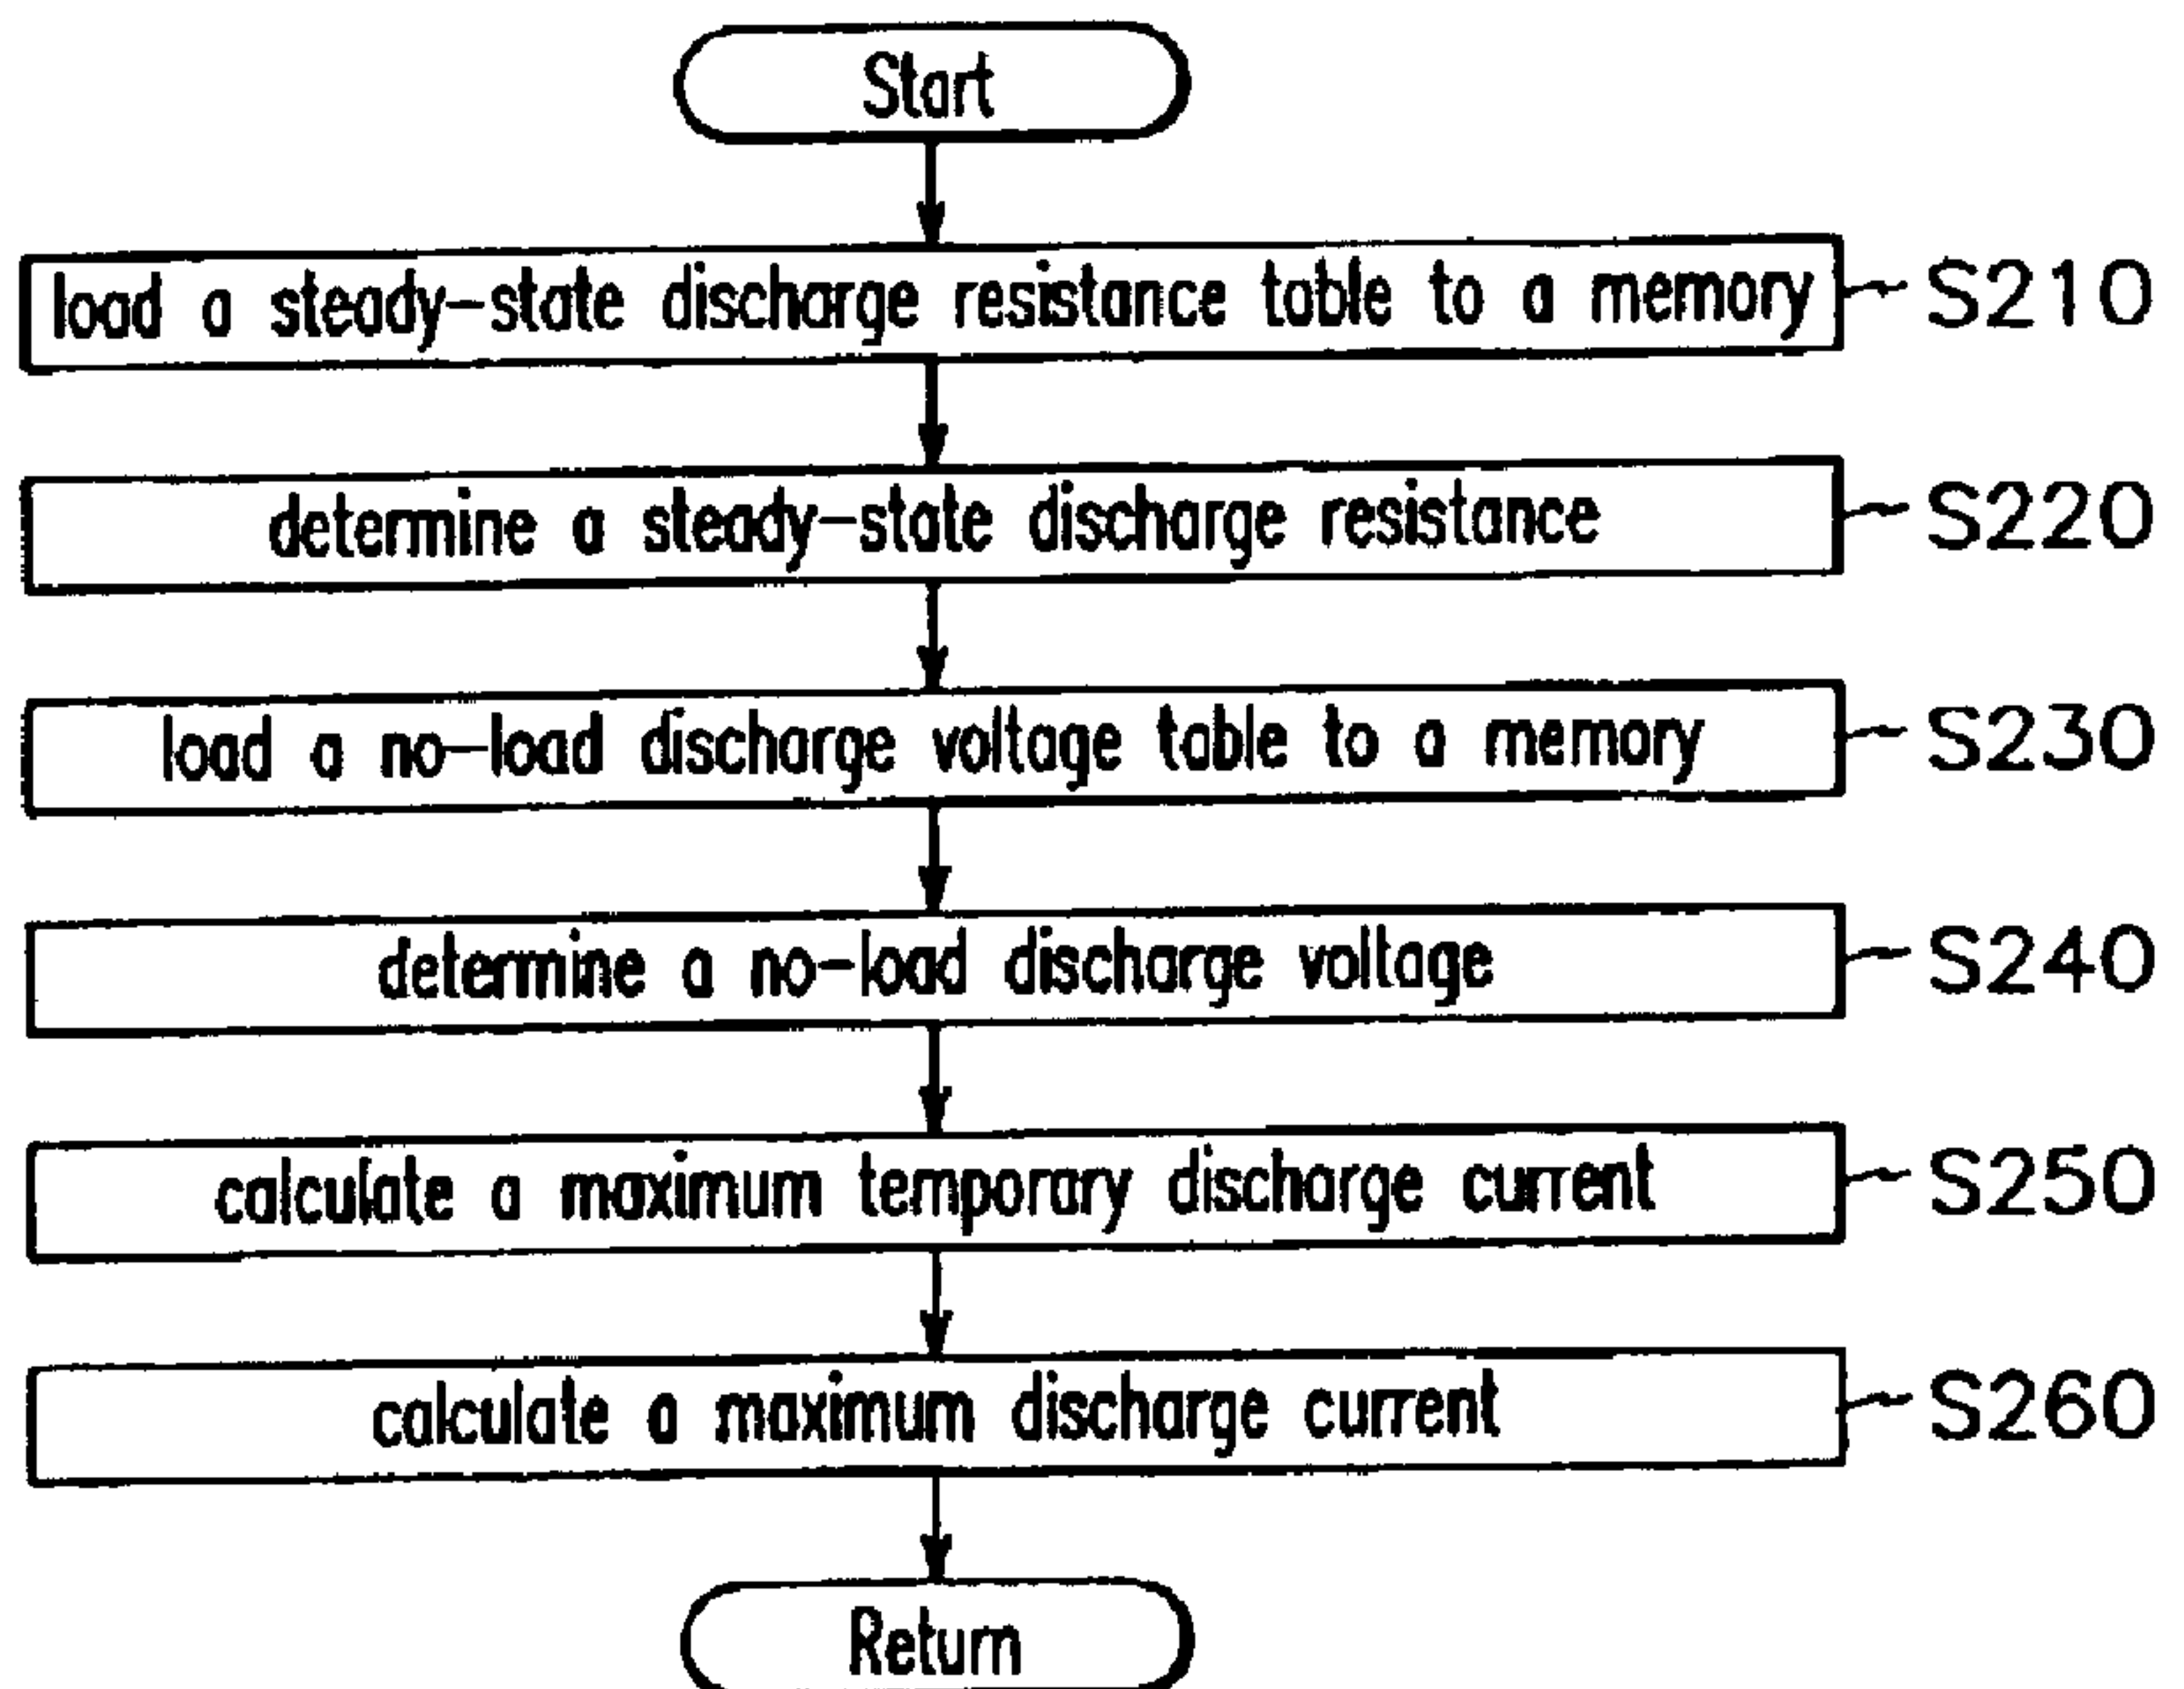 Start
load a steady-state discharge resistance table to a memory S210
determine a steady-state discharge resistance S220
load a no-load discharge voltage table to a memory S230
determine a no-load discharge voltage S240
calculate a maximum temporary discharge current S250
calculate a maximum discharge current S260
Return